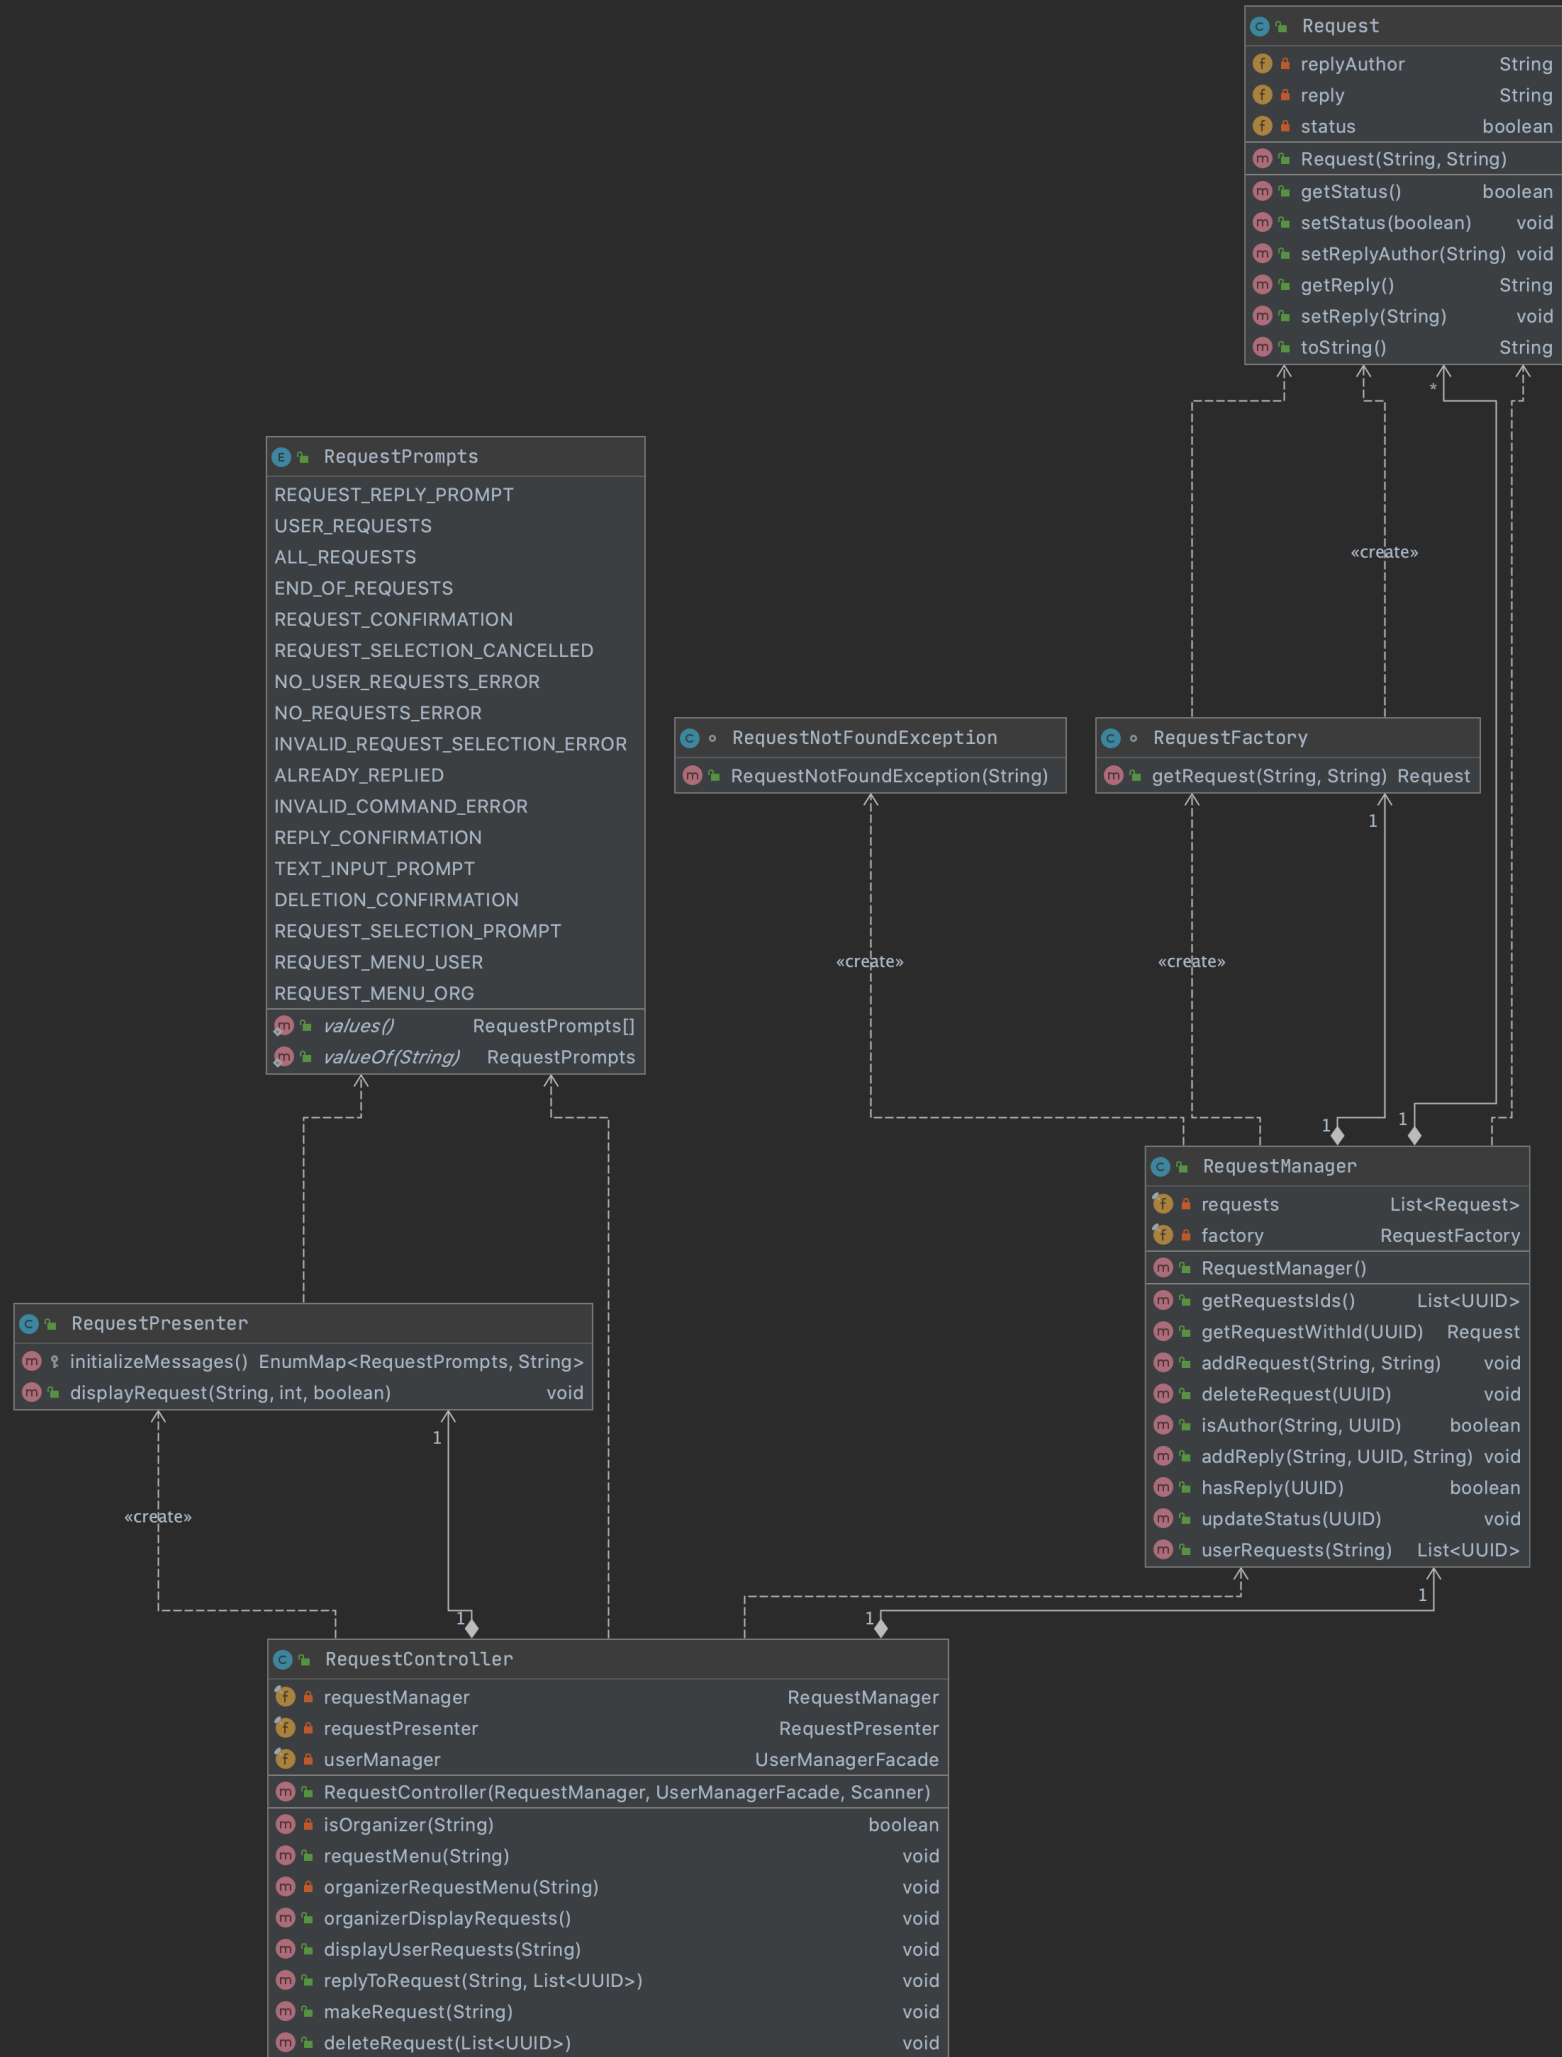 Request
replyAuthor String
reply String
status boolean
Request(String, String)
getStatus() boolean
setStatus(boolean) void
setReplyAuthor(String) void
getReply() String
setReply(String) void
toString() String
*
RequestPrompts
REQUEST_REPLY_PROMPT
USER_REQUESTS
ALL_REQUESTS
END_OF_REQUESTS
REQUEST_CONFIRMATION
REQUEST_SELECTION_CANCELLED
NO_USER_REQUESTS_ERROR
NO_REQUESTS_ERROR
INVALID_REQUEST_SELECTION_ERROR
ALREADY_REPLIED
INVALID_COMMAND_ERROR
REPLY_CONFIRMATION
TEXT_INPUT_PROMPT
DELETION_CONFIRMATION
REQUEST_SELECTION_PROMPT
REQUEST_MENU_USER
REQUEST_MENU_ORG
values() RequestPrompts[]
valueOf(String) RequestPrompts
«create»
RequestNotFoundException
RequestNotFoundException(String)
RequestFactory
getRequest(String, String) Request
1
«create»
«create»
1
1
RequestManager
requests List<Request>
factory RequestFactory
RequestManager()
getRequestsIds() List<UUID>
getRequestWithId(UUID) Request
addRequest(String, String) void
deleteRequest(UUID) void
isAuthor(String, UUID) boolean
addReply(String, UUID, String) void
hasReply(UUID) boolean
updateStatus(UUID) void
userRequests(String) List<UUID>
RequestPresenter
initializeMessages() EnumMap<RequestPrompts, String>
displayRequest(String, int, boolean) void
1
«create»
1
1
1
RequestController
requestManager RequestManager
requestPresenter RequestPresenter
userManager UserManagerFacade
RequestController(RequestManager, UserManagerFacade, Scanner)
isOrganizer(String) boolean
requestMenu(String) void
organizerRequestMenu(String) void
organizerDisplayRequests() void
displayUserRequests(String) void
replyToRequest(String, List<UUID>) void
makeRequest(String) void
deleteRequest(List<UUID>) void